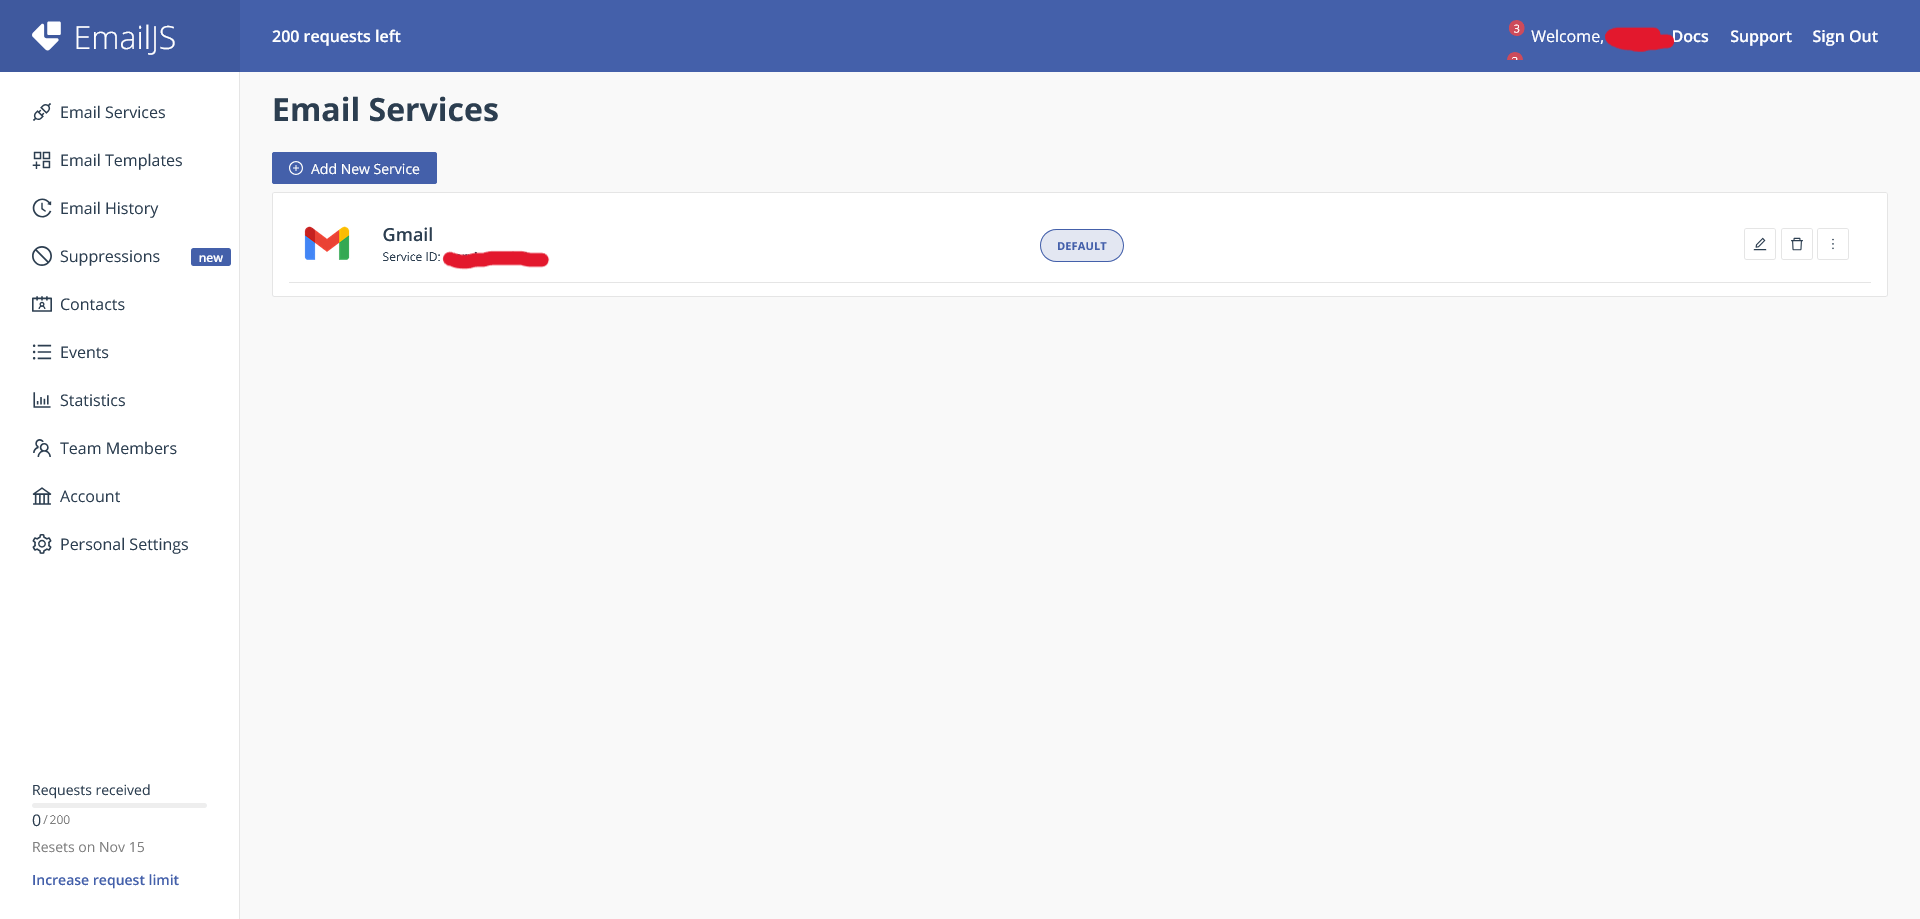 EmailJS
200 requests left
3
Welcome,
Docs
Support
Sign Out
Email Services
Email Templates
Email History
Suppressions
new
Contacts
Events
Statistics
Team Members
Account
Personal Settings
Requests received
0/200
Resets on Nov 15
Increase request limit
Email Services
Add New Service
Gmail
Service ID:
DEFAULT